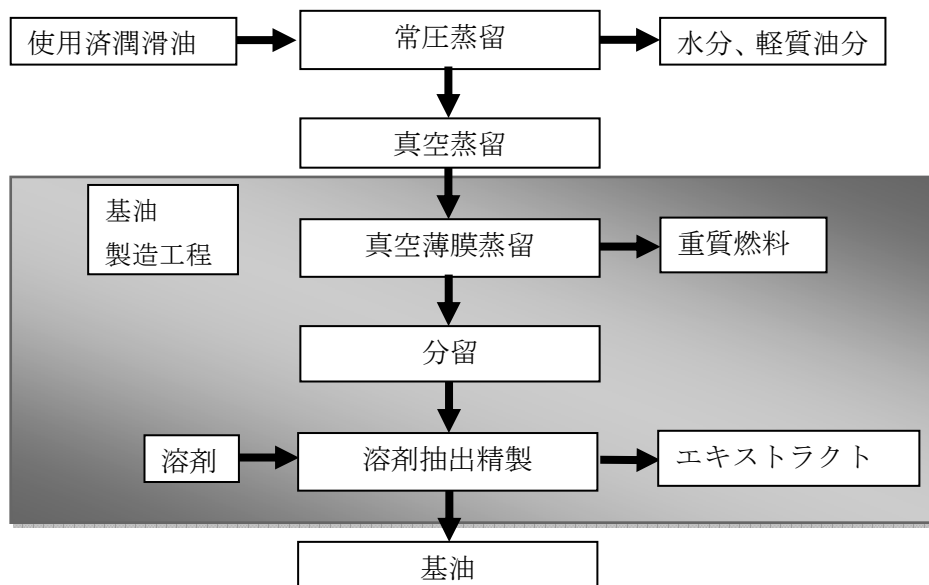 使用済潤滑油
常圧蒸留
水分、軽質油分
真空蒸留
基油
製造工程
真空薄膜蒸留
重質燃料
分留
溶剤
溶剤抽出精製
エキストラクト
基油